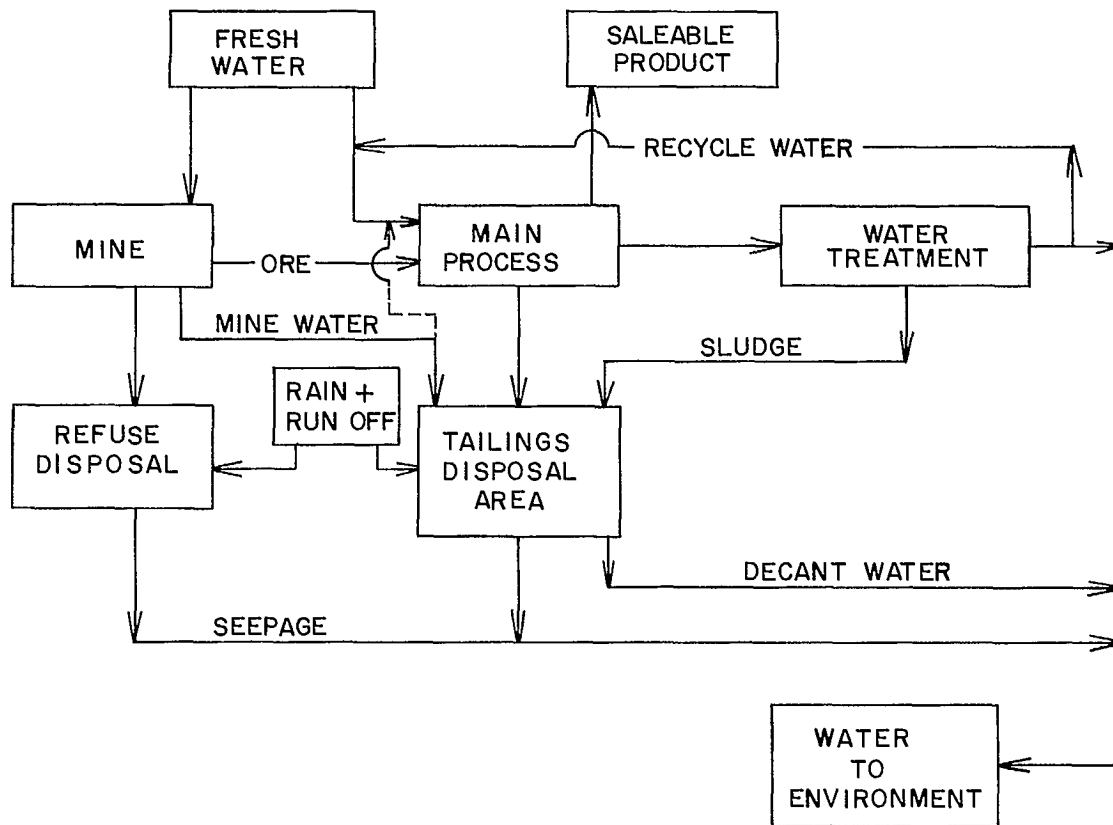 FRESH
WATER
SALEABLE
PRODUCT
RECYCLE WATER
MINE
ORE
MAIN
PROCESS
WATER
TREATMENT
MINE WATER
SLUDGE
RAIN +
RUN OFF
REFUSE
DISPOSAL
TAILINGS
DISPOSAL
AREA
DECANT WATER
SEEPAGE
WATER
TO
ENVIRONMENT